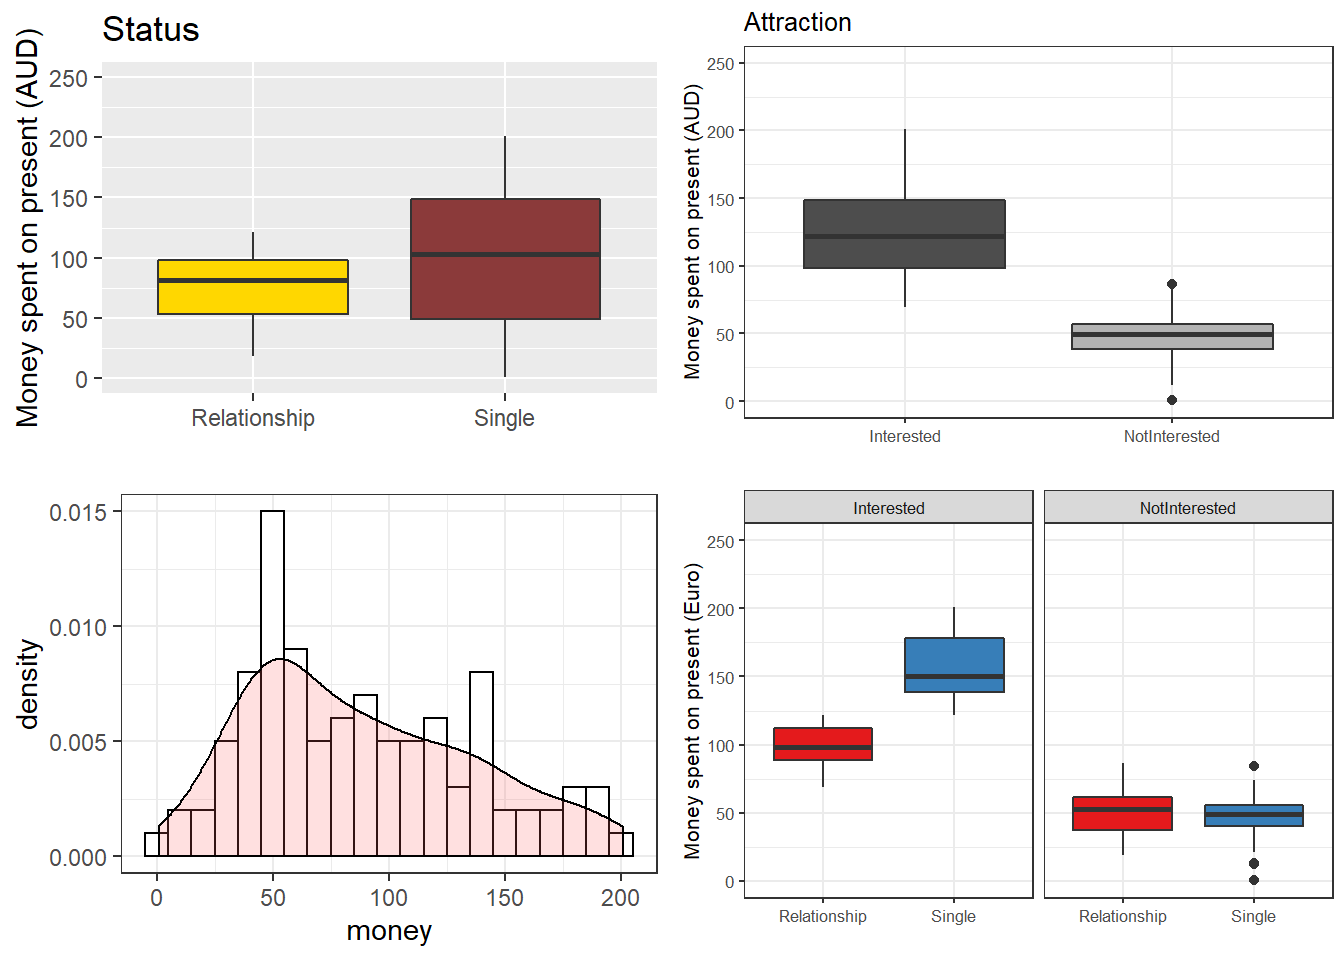 Status
Money spent on present (AUD)
250
200
150
100
50
0
Relationship Single
Attraction
Money spent on present (AUD)
250
200
150
100
50
0
Interested NotInterested
density
0.015
0.010
0.005
0.000
0 50 100 150 200
money
Interested NotInterested
Money spent on present (Euro)
250
200
150
100
50
0
Relationship Single Relationship Single